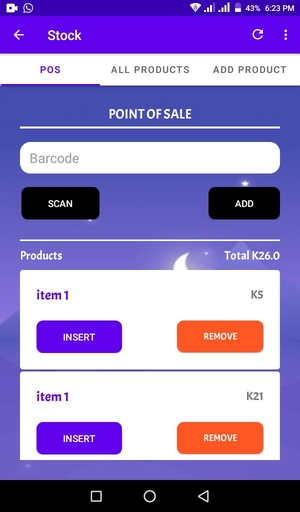 43% 6:23 PM
Stock
POS ALL PRODUCTS ADD PRODUCT
POINT OF SALE
Barcode
SCAN ADD
Products Total K26.0
item 1 K5
INSERT REMOVE
item 1 K21
INSERT REMOVE